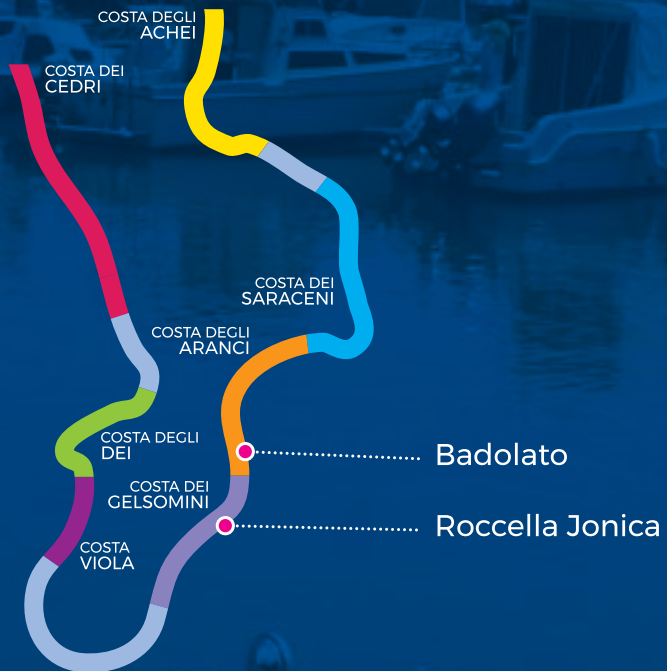 COSTA DEGLI
ACHEI
COSTA DEI
CEDRI
COSTA DEI
SARACENI
COSTA DEGLI
ARANCI
COSTA DEGLI
DEI
Badolato
COSTA DEI
GELSOMINI
Roccella Jonica
COSTA
VIOLA